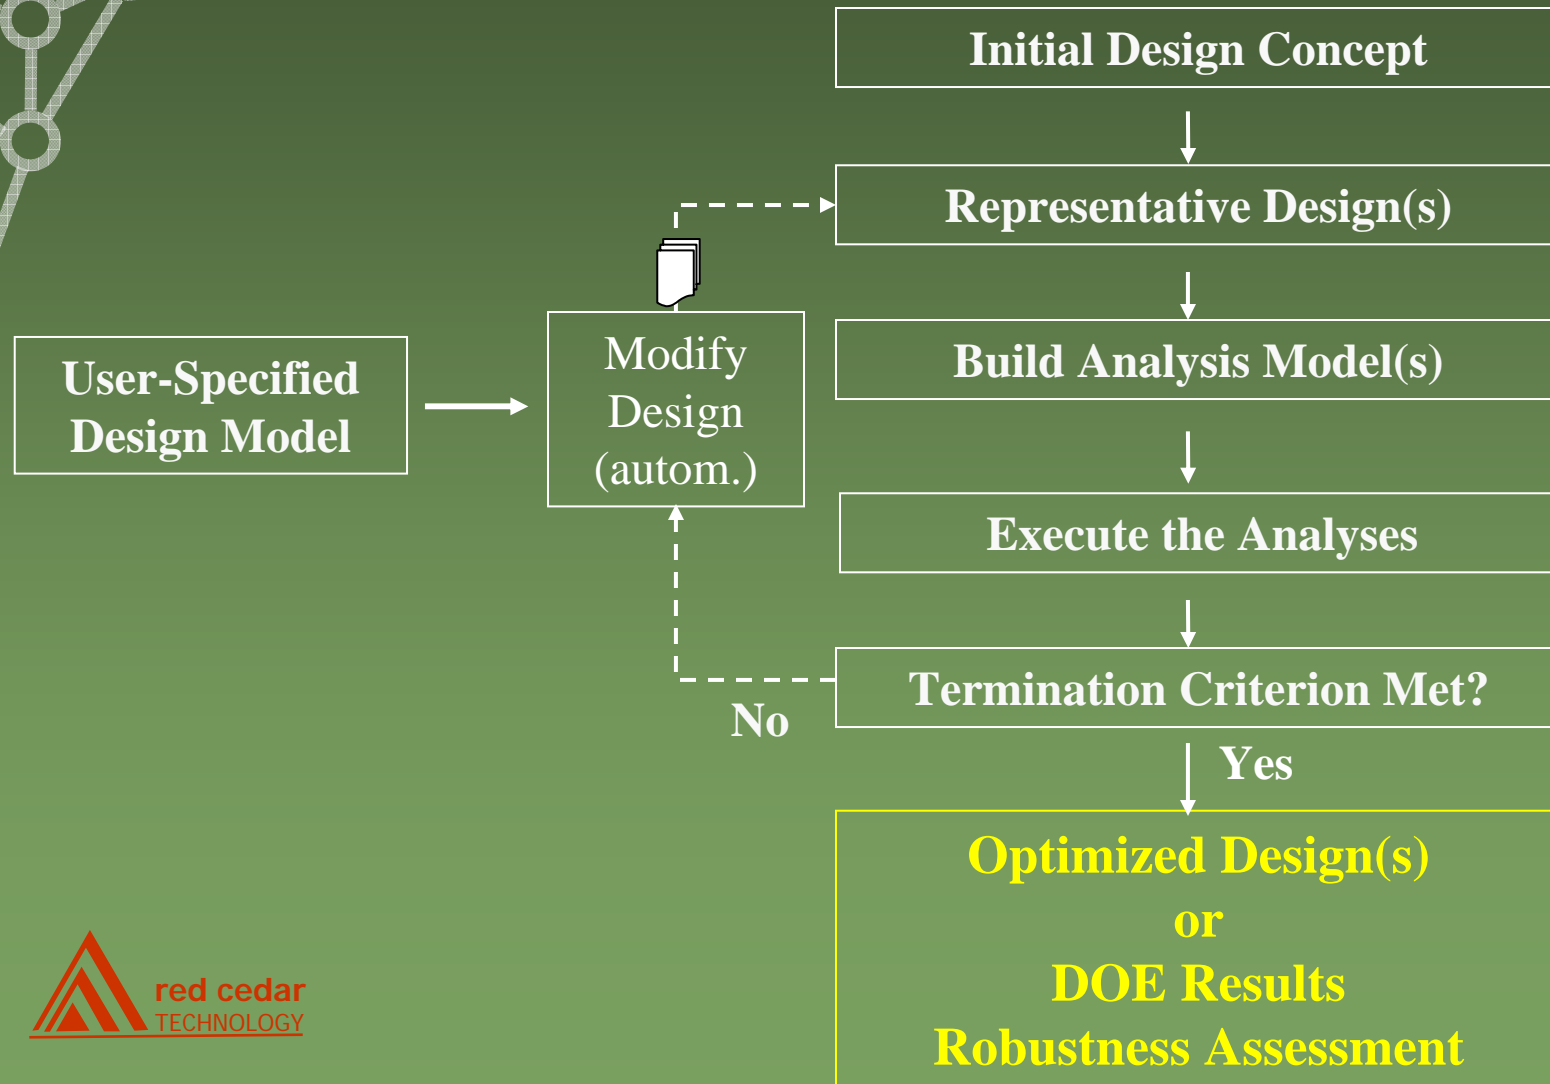 Initial Design Concept
Representative Design(s)
Build Analysis Model(s)
User-Specified
Design Model
Modify
Design
(autom.)
Execute the Analyses
Termination Criterion Met?
No
Yes
Optimized Design(s)
or
DOE Results
Robustness Assessment
red cedar
TECHNOLOGY